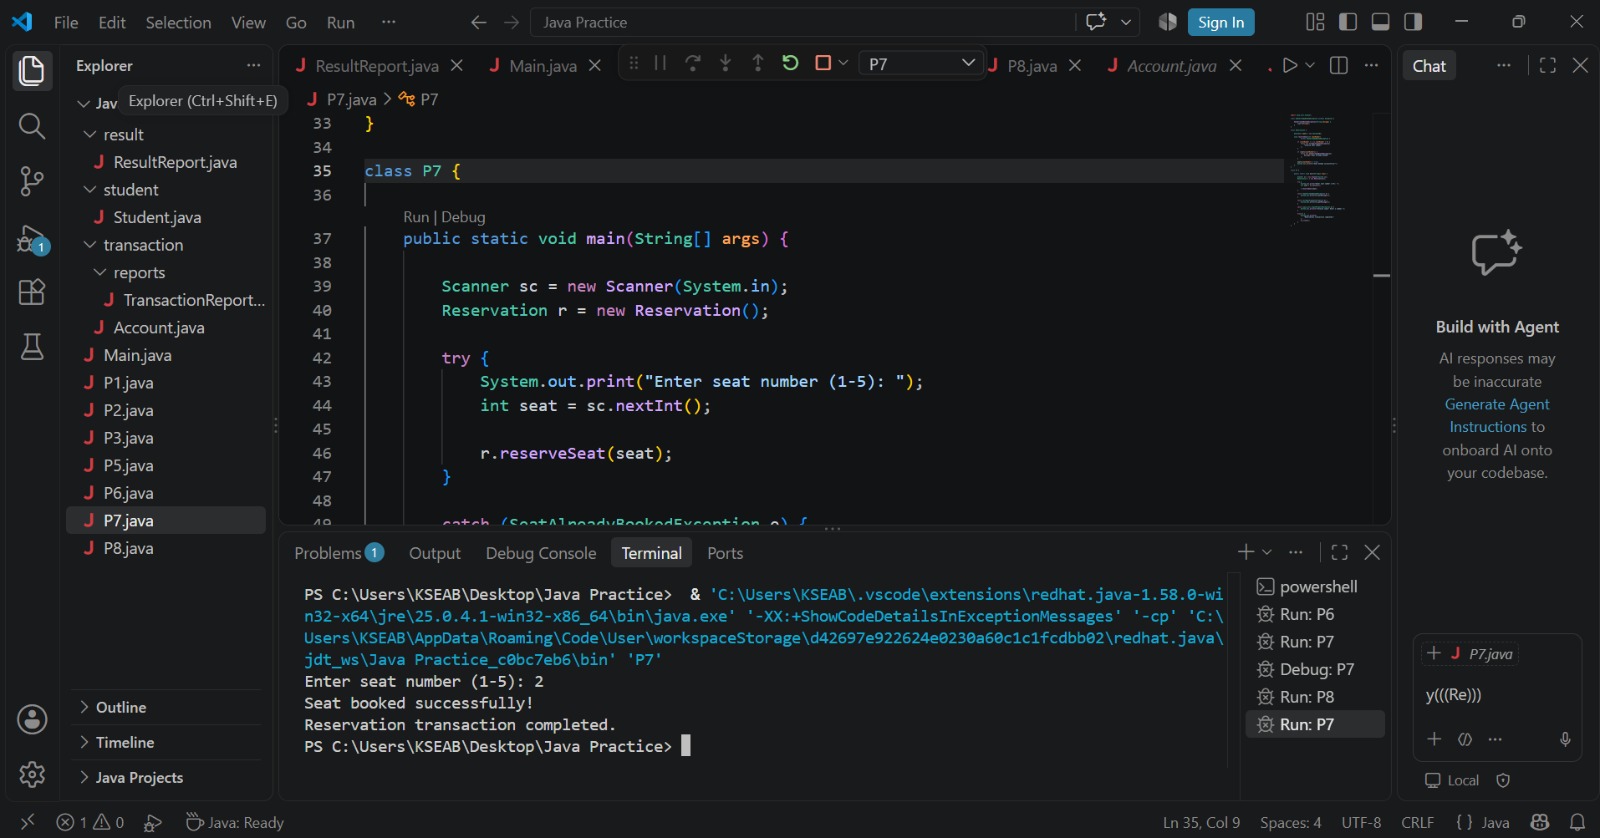 File Edit Selection View Go Run ··· Java Practice Sign In
Explorer ···
Jav Explorer (Ctrl+Shift+E)
result
ResultReport.java
student
Student.java
transaction
reports
TransactionReport...
Account.java
Main.java
P1.java
P2.java
P3.java
P5.java
P6.java
P7.java
P8.java
Outline
Timeline
Java Projects
ResultReport.java Main.java P7 P8.java Account.java
P7.java > P7
33 }
34
35 class P7 {
36
Run | Debug
37 public static void main(String[] args) {
38
39 Scanner sc = new Scanner(System.in);
40 Reservation r = new Reservation();
41
42 try {
43 System.out.print("Enter seat number (1-5): ");
44 int seat = sc.nextInt();
45
46 r.reserveSeat(seat);
47 }
48
49 catch (SeatAlreadyBookedException e) {
Problems 1 Output Debug Console Terminal Ports
PS C:\Users\KSEAB\Desktop\Java Practice> & 'C:\Users\KSEAB\.vscode\extensions\redhat.java-1.58.0-wi
n32-x64\jre\25.0.4.1-win32-x86_64\bin\java.exe' '-XX:+ShowCodeDetailsInExceptionMessages' '-cp' 'C:\
Users\KSEAB\AppData\Roaming\Code\User\workspaceStorage\d42697e922624e0230a60c1c1fcdbb02\redhat.java\
jdt_ws\Java Practice_c0bc7eb6\bin' 'P7'
Enter seat number (1-5): 2
Seat booked successfully!
Reservation transaction completed.
PS C:\Users\KSEAB\Desktop\Java Practice>
powershell
Run: P6
Run: P7
Debug: P7
Run: P8
Run: P7
Chat ···
Build with Agent
AI responses may
be inaccurate
Generate Agent
Instructions to
onboard AI onto
your codebase.
P7.java
y(((Re)))
Local
1 0 Java: Ready Ln 35, Col 9 Spaces: 4 UTF-8 CRLF {} Java